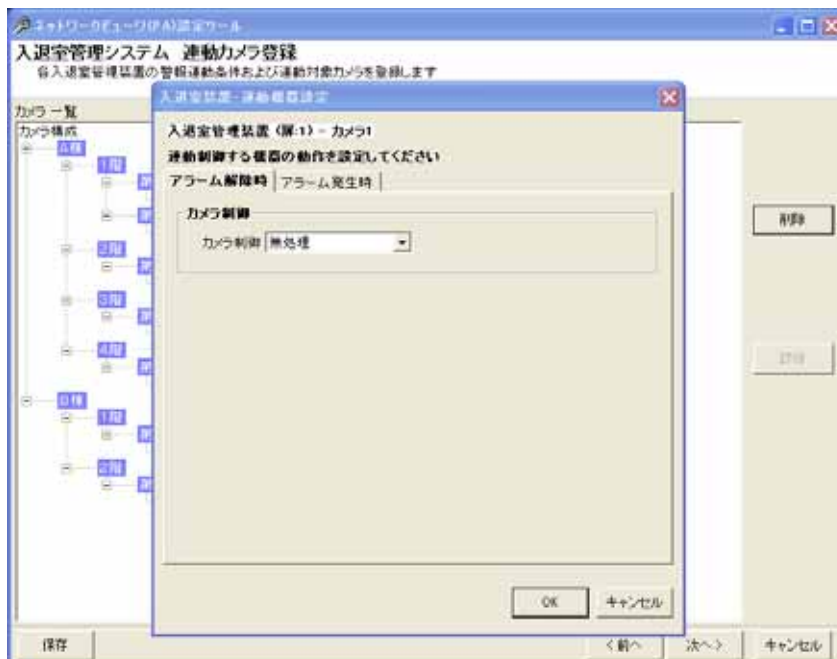 ネットワークビューワ(PA)設定ツール
入退室管理システム 連動カメラ登録
各入退室管理装置の警報連動条件および連動対象カメラを登録します
カメラ一覧
カメラ構成
A棟
1階
2階
3階
4階
B棟
1階
2階
入退室装置-連動機器設定
入退室管理装置(扉:1) - カメラ1
連動制御する機器の動作を設定してください
アラーム解除時
アラーム発生時
カメラ制御
カメラ制御 無処理
OK
キャンセル
削除
保存
<前へ
次へ>
キャンセル